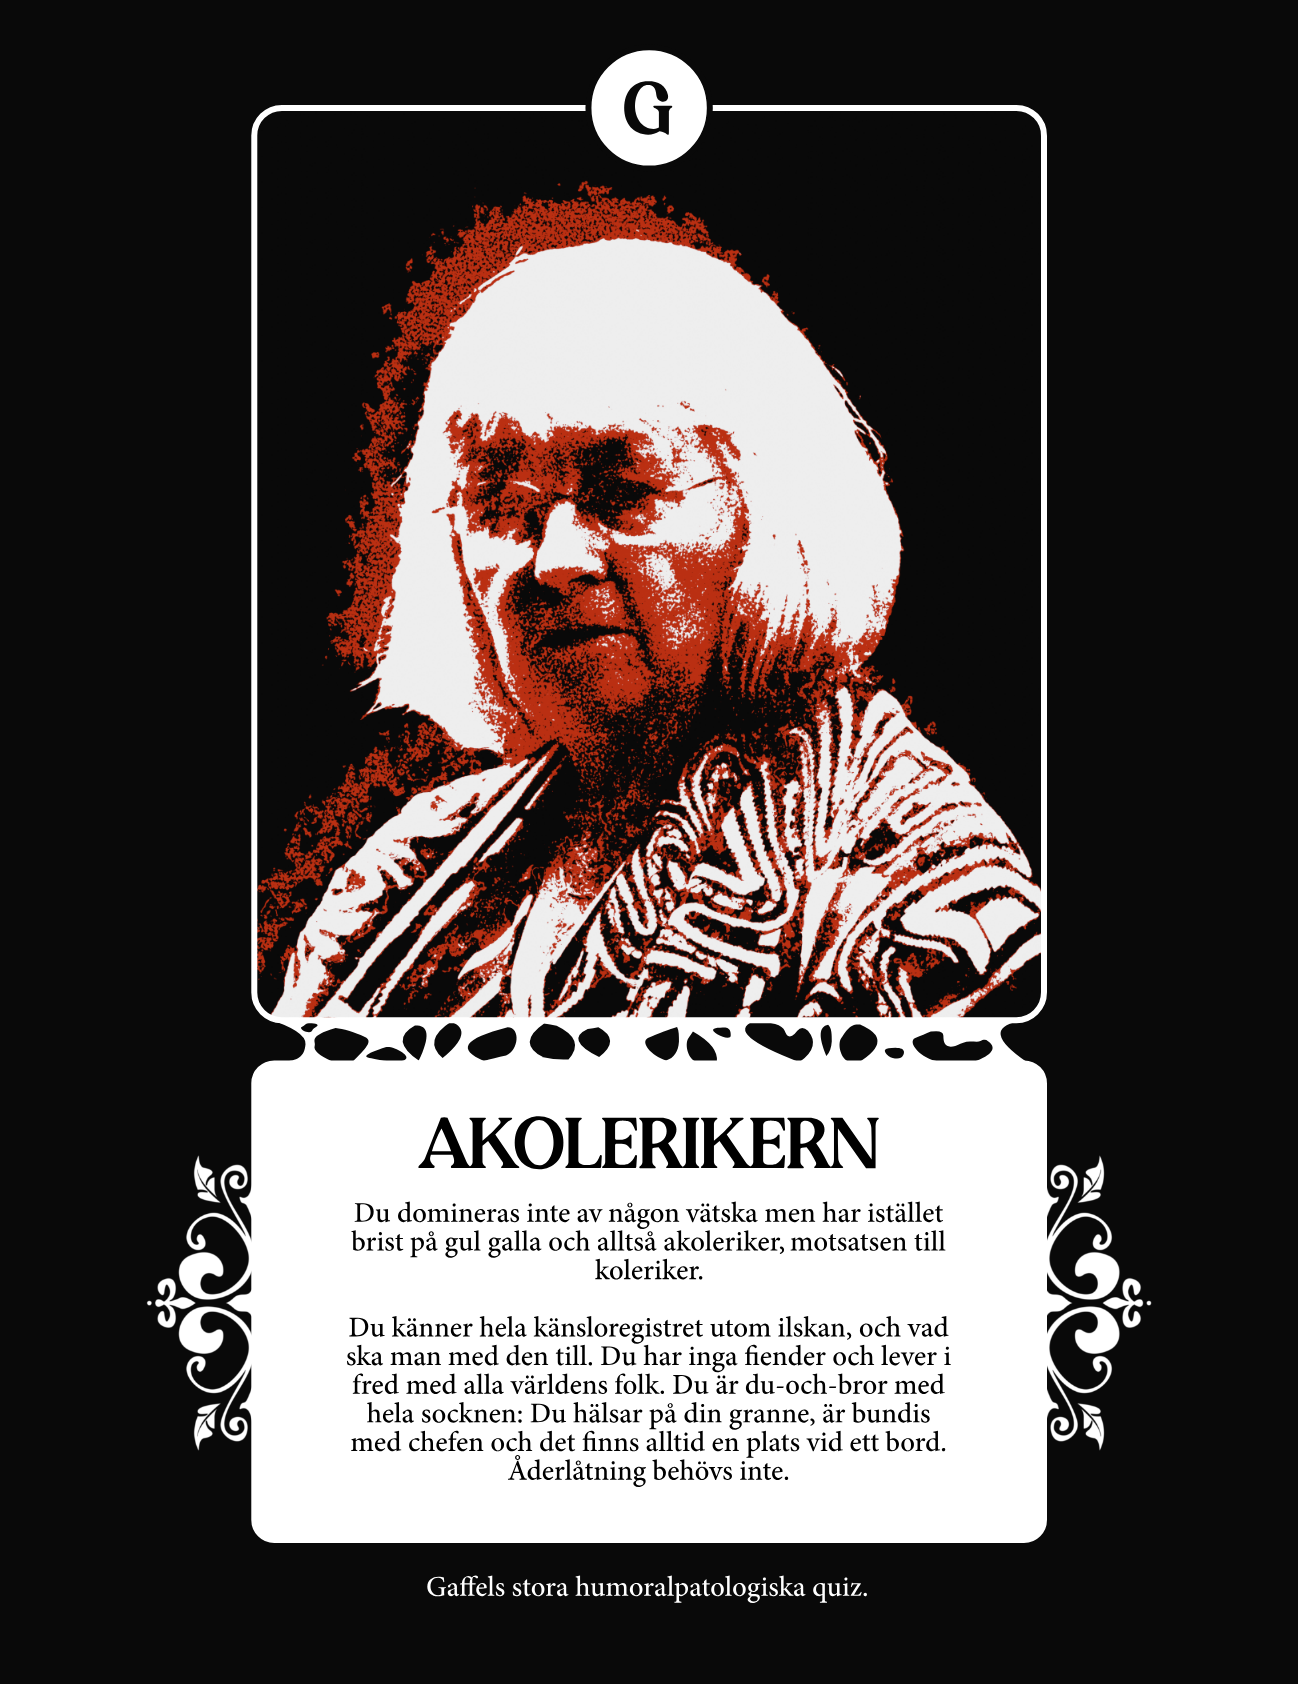 G
AKOLERIKERN
Du domineras inte av någon vätska men har istället
brist på gul galla och alltså akoleriker, motsatsen till
koleriker.
Du känner hela känsloregistret utom ilskan, och vad
ska man med den till. Du har inga fiender och lever i
fred med alla världens folk. Du är du-och-bror med
hela socknen: Du hälsar på din granne, är bundis
med chefen och det finns alltid en plats vid ett bord.
Åderlåtning behövs inte.
Gaffels stora humoralpatologiska quiz.